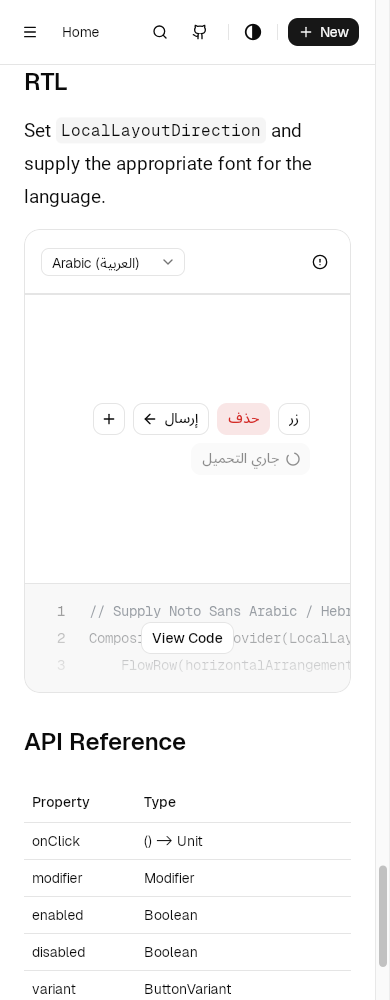 Home
New
RTL
Set LocalLayoutDirection and
supply the appropriate font for the
language.
Arabic (العربية)
زر حذف إرسال
جاري التحميل
1 // Supply Noto Sans Arabic / Hebr
2 Composi ovider(LocalLay
View Code
3 FlowRow(horizontalArrangement
API Reference
Property Type
onClick () -> Unit
modifier Modifier
enabled Boolean
disabled Boolean
variant ButtonVariant